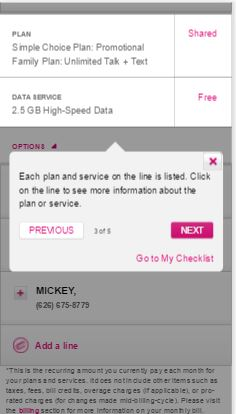 PLAN
Shared
Simple Choice Plan: Promotional
Family Plan: Unlimited Talk + Text
DATA SERVICE
Free
2.5 GB High-Speed Data
OPTIONS
Each plan and service on the line is listed. Click
on the line to see more information about the
plan or service.
PREVIOUS
3 of 5
NEXT
Go to My Checklist
MICKEY,
(626) 675-8779
Add a line
*This is the recurring amount you currently pay each month for
your plans and services, it does not include other items such as
taxes, fees, bill credits, overage charges (if applicable), or pro-
rated charges (for changes made mid-billing-cycle). Please visit
the billing section for more information on your monthly bill.